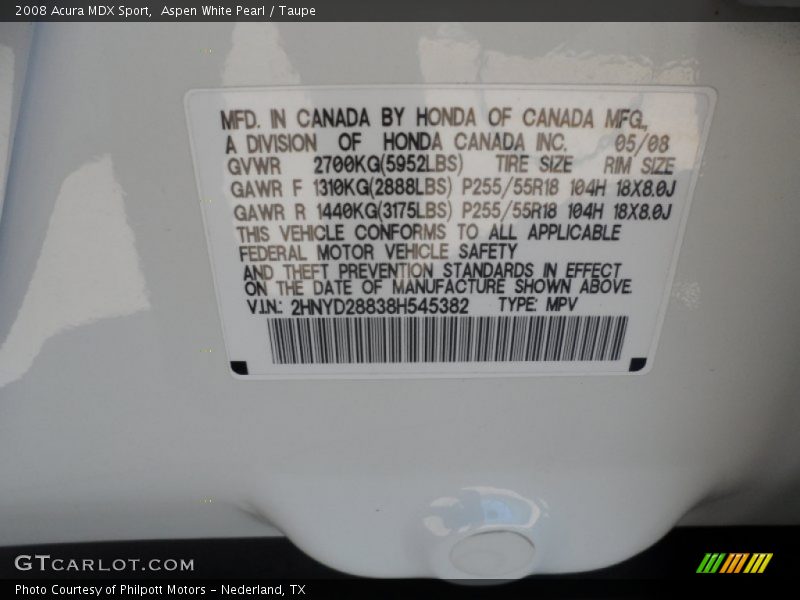 2008 Acura MDX Sport,  Aspen White Pearl / Taupe
MFD. IN CANADA BY HONDA OF CANADA MFG.,
A DIVISION OF HONDA CANADA INC. 05/08
GVWR 2700KG(5952LBS) TIRE SIZE RIM SIZE
GAWR F 1310KG(2888LBS) P255/55R18 104H 18X8.0J
GAWR R 1440KG(3175LBS) P255/55R18 104H 18X8.0J
THIS VEHICLE CONFORMS TO ALL APPLICABLE
FEDERAL MOTOR VEHICLE SAFETY
AND THEFT PREVENTION STANDARDS IN EFFECT
ON THE DATE OF MANUFACTURE SHOWN ABOVE.
V.I.N.: 2HNYD28838H545382 TYPE: MPV
GTCARLOT.COM
Photo Courtesy of Philpott Motors - Nederland, TX